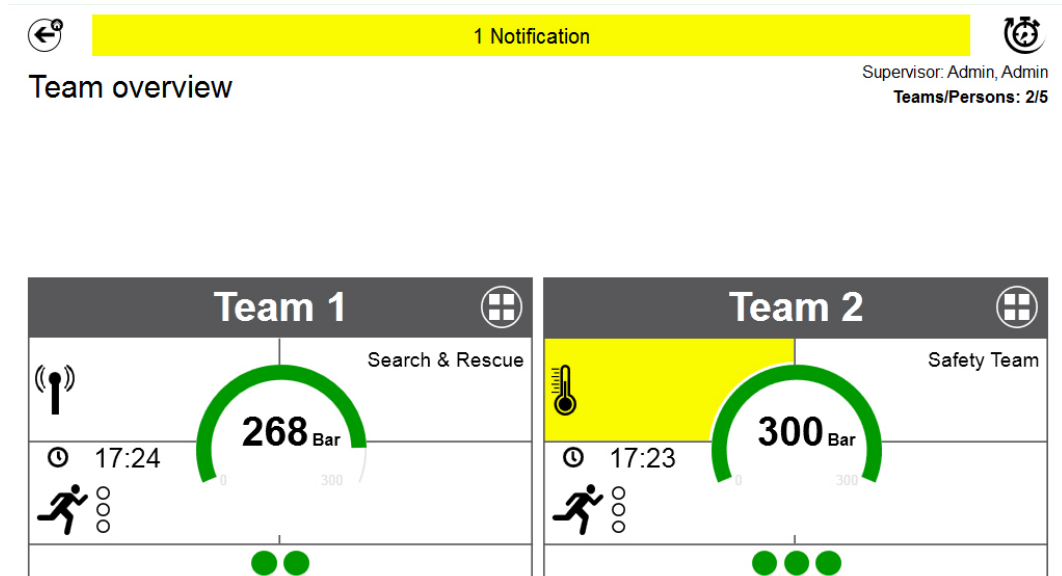 1 Notification
Team overview
Supervisor: Admin, Admin
Teams/Persons: 2/5
Team 1
Search & Rescue
268 Bar
0 300
17:24
Team 2
Safety Team
300 Bar
0 300
17:23